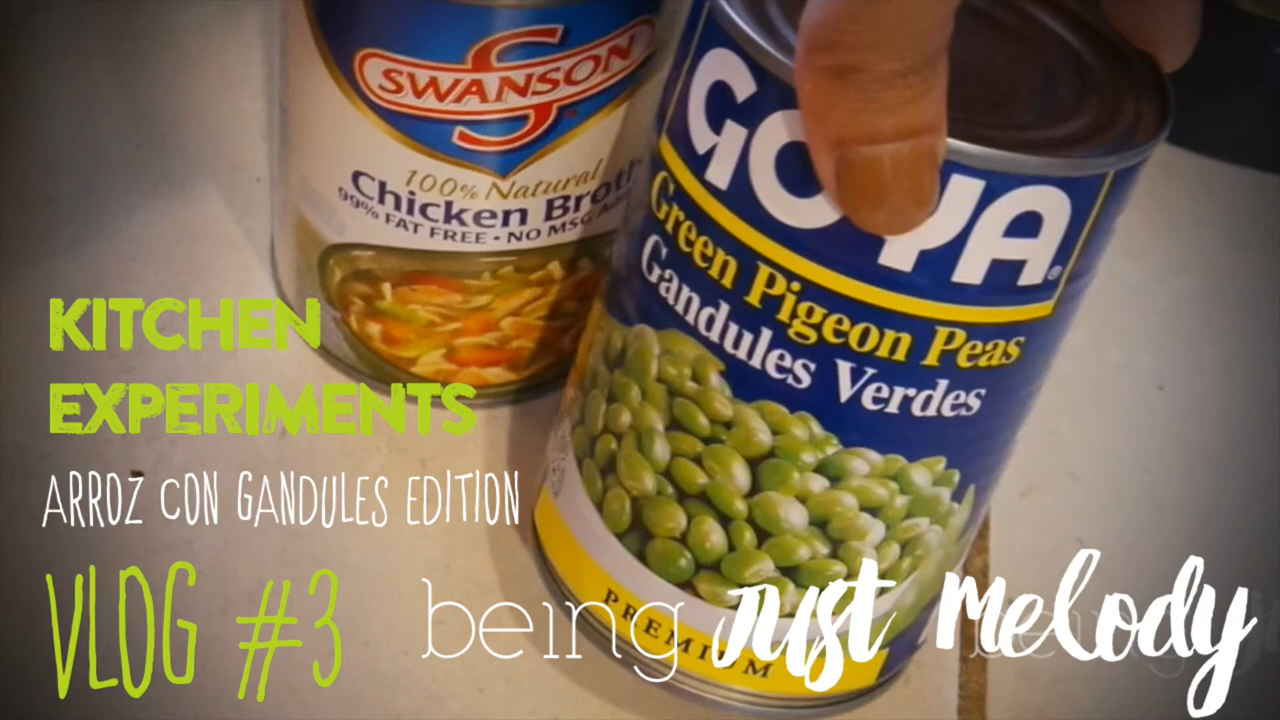 SWANSON
100% Natural
Chicken Broth
99% FAT FREE • NO MSG
GOYA
Green Pigeon Peas
Gandules Verdes
PREMIUM
KITCHEN
EXPERIMENTS
ARROZ CON GANDULES EDITION
VLOG #3
being Just Melody
being